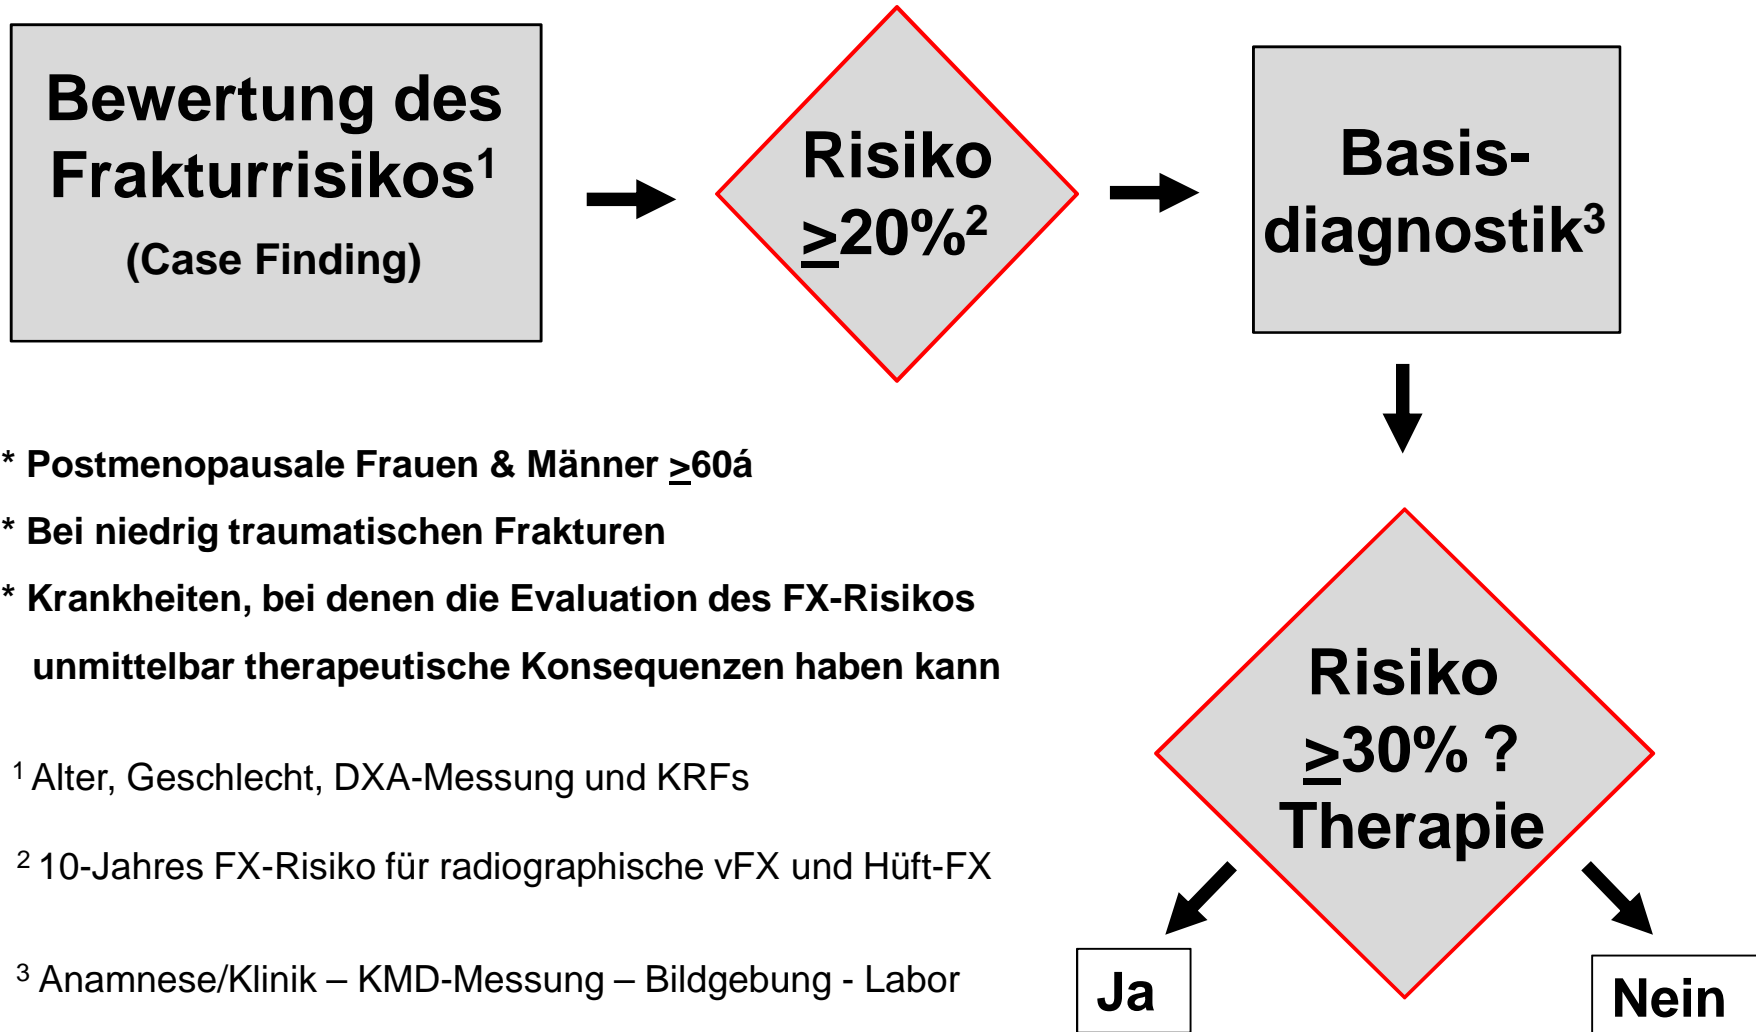 Bewertung des
Frakturrisikos¹
(Case Finding)
Risiko
≥20%²
Basis-
diagnostik³
* Postmenopausale Frauen & Männer ≥60á
* Bei niedrig traumatischen Frakturen
* Krankheiten, bei denen die Evaluation des FX-Risikos
unmittelbar therapeutische Konsequenzen haben kann
¹ Alter, Geschlecht, DXA-Messung und KRFs
² 10-Jahres FX-Risiko für radiographische vFX und Hüft-FX
³ Anamnese/Klinik – KMD-Messung – Bildgebung - Labor
Risiko
≥30% ?
Therapie
Ja
Nein